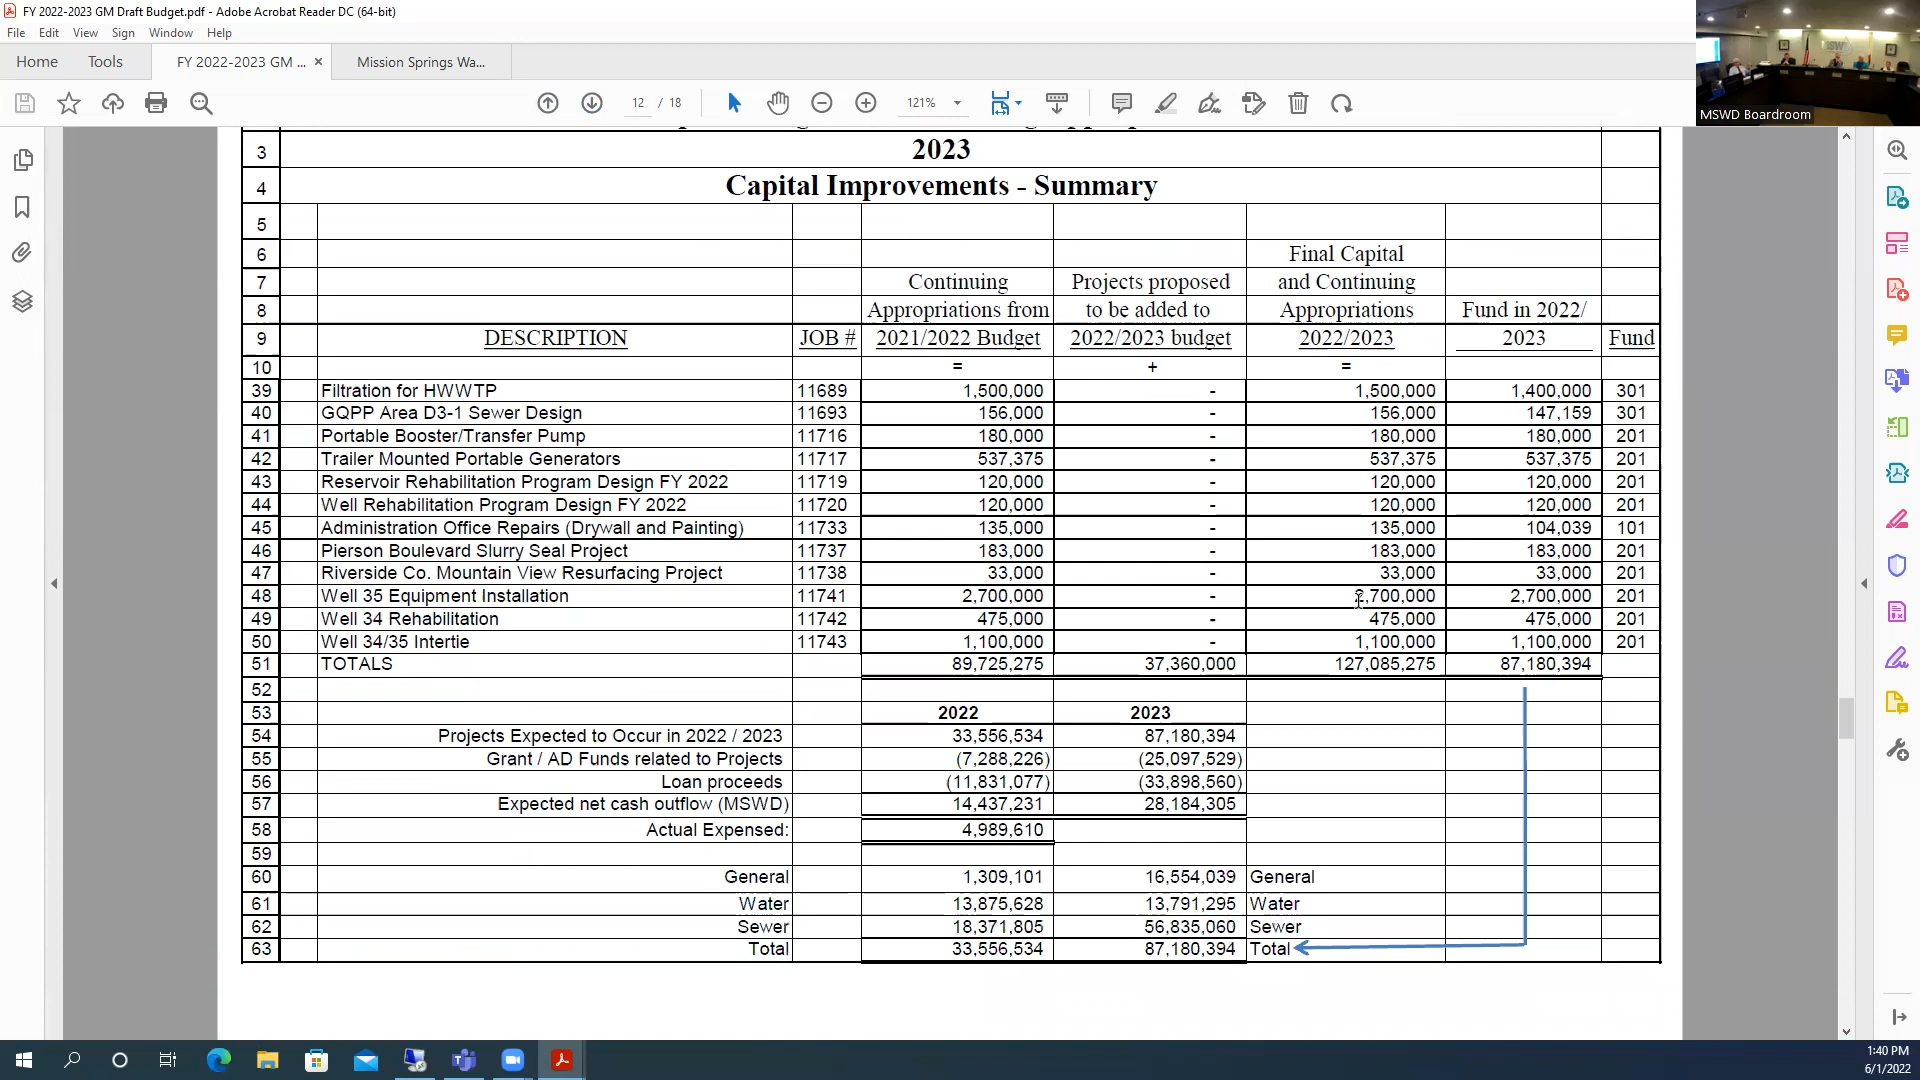 FY 2022-2023 GM Draft Budget.pdf - Adobe Acrobat Reader DC (64-bit)
File Edit View Sign Window Help
Home Tools FY 2022-2023 GM ... × Mission Springs Wa...
12 / 18 121%
MSWD Boardroom
3 2023
4 Capital Improvements - Summary
5
6 Final Capital
7 Continuing Projects proposed and Continuing
8 Appropriations from to be added to Appropriations Fund in 2022/
9 DESCRIPTION JOB # 2021/2022 Budget 2022/2023 budget 2022/2023 2023 Fund
10 = + =
39 Filtration for HWWTP 11689 1,500,000 - 1,500,000 1,400,000 301
40 GQPP Area D3-1 Sewer Design 11693 156,000 - 156,000 147,159 301
41 Portable Booster/Transfer Pump 11716 180,000 - 180,000 180,000 201
42 Trailer Mounted Portable Generators 11717 537,375 - 537,375 537,375 201
43 Reservoir Rehabilitation Program Design FY 2022 11719 120,000 - 120,000 120,000 201
44 Well Rehabilitation Program Design FY 2022 11720 120,000 - 120,000 120,000 201
45 Administration Office Repairs (Drywall and Painting) 11733 135,000 - 135,000 104,039 101
46 Pierson Boulevard Slurry Seal Project 11737 183,000 - 183,000 183,000 201
47 Riverside Co. Mountain View Resurfacing Project 11738 33,000 - 33,000 33,000 201
48 Well 35 Equipment Installation 11741 2,700,000 - 2,700,000 2,700,000 201
49 Well 34 Rehabilitation 11742 475,000 - 475,000 475,000 201
50 Well 34/35 Intertie 11743 1,100,000 - 1,100,000 1,100,000 201
51 TOTALS 89,725,275 37,360,000 127,085,275 87,180,394
52
53 2022 2023
54 Projects Expected to Occur in 2022 / 2023 33,556,534 87,180,394
55 Grant / AD Funds related to Projects (7,288,226) (25,097,529)
56 Loan proceeds (11,831,077) (33,898,560)
57 Expected net cash outflow (MSWD) 14,437,231 28,184,305
58 Actual Expensed: 4,989,610
59
60 General 1,309,101 16,554,039 General
61 Water 13,875,628 13,791,295 Water
62 Sewer 18,371,805 56,835,060 Sewer
63 Total 33,556,534 87,180,394 Total
1:40 PM
6/1/2022